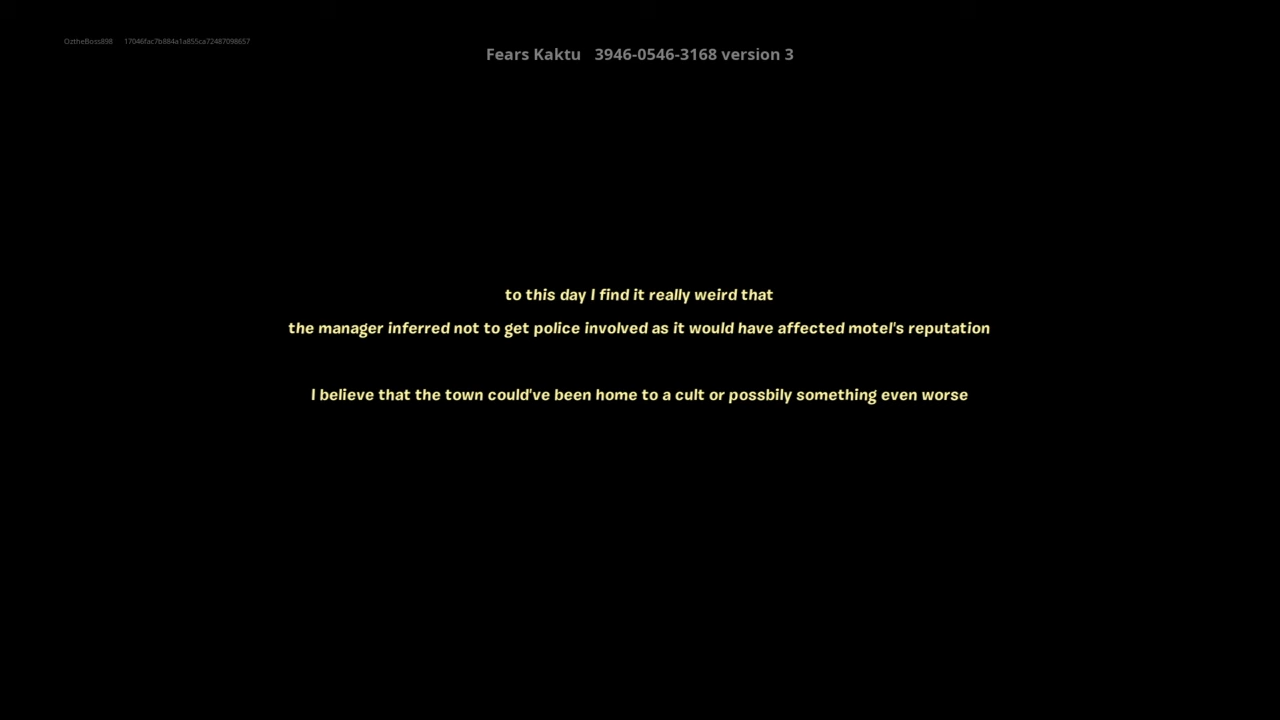 OztheBoss898 17046fac7b884a1a855ca72487098657
Fears Kaktu 3946-0546-3168 version 3
to this day I find it really weird that
the manager inferred not to get police involved as it would have affected motel's reputation
I believe that the town could've been home to a cult or possbily something even worse